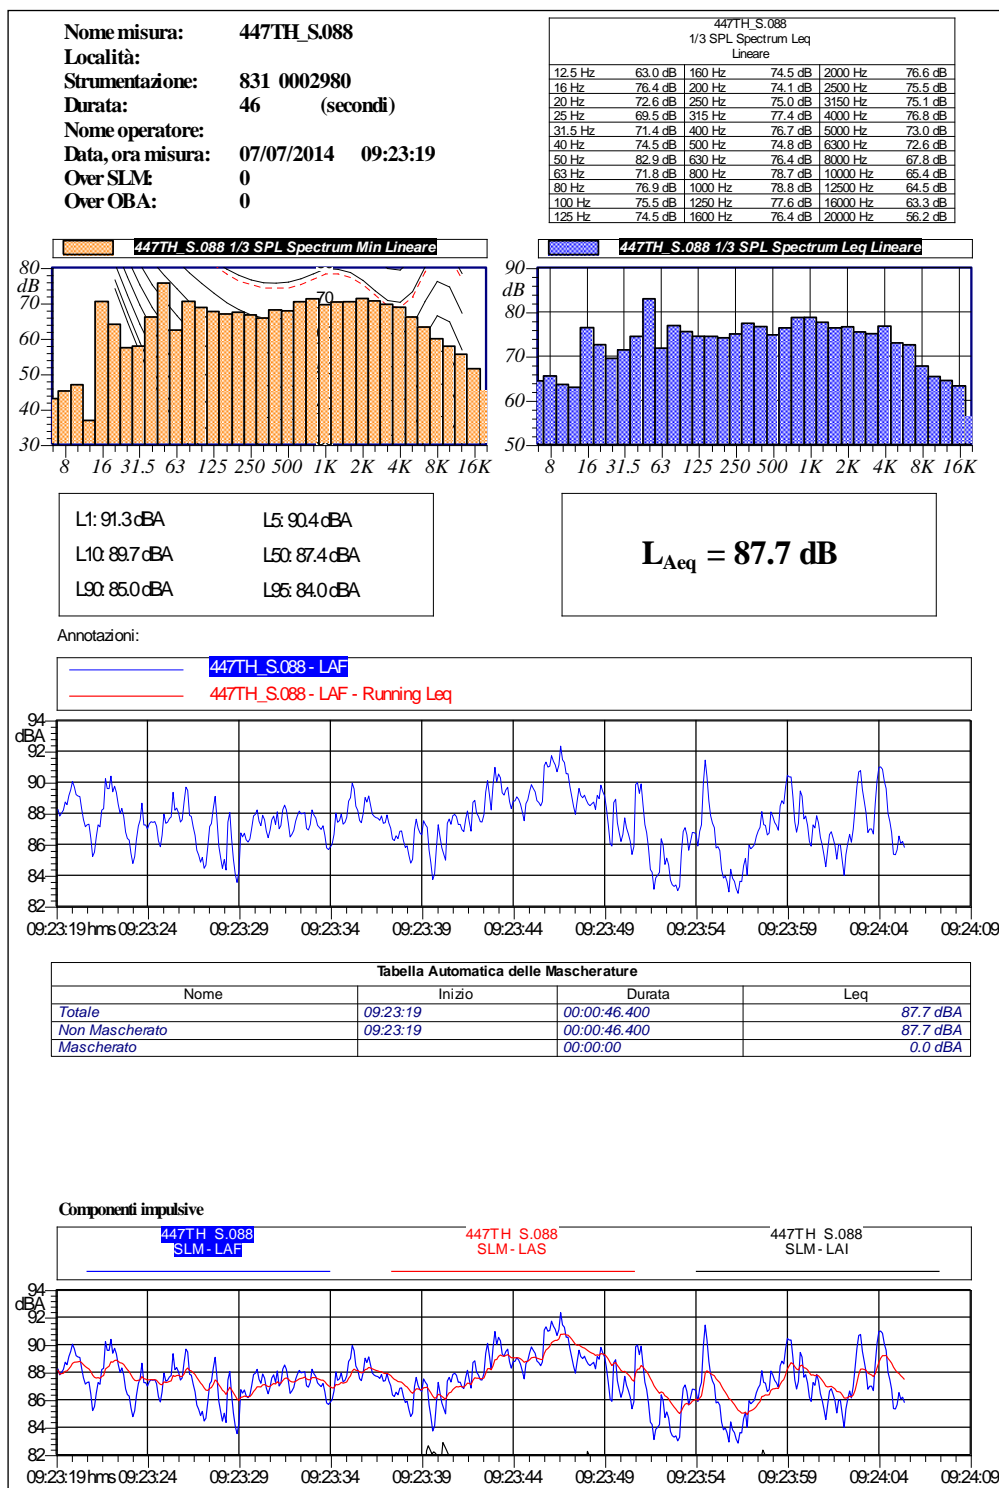 Nome misura: 447TH_S.088
Località:
Strumentazione: 831 0002980
Durata: 46 (secondi)
Nome operatore:
Data, ora misura: 07/07/2014 09:23:19
Over SLM: 0
Over OBA: 0
447TH_S.088
1/3 SPL Spectrum Leq
Lineare
12.5 Hz 63.0 dB 160 Hz 74.5 dB 2000 Hz 76.6 dB
16 Hz 76.4 dB 200 Hz 74.1 dB 2500 Hz 75.5 dB
20 Hz 72.6 dB 250 Hz 75.0 dB 3150 Hz 75.1 dB
25 Hz 69.5 dB 315 Hz 77.4 dB 4000 Hz 76.8 dB
31.5 Hz 71.4 dB 400 Hz 76.7 dB 5000 Hz 73.0 dB
40 Hz 74.5 dB 500 Hz 74.8 dB 6300 Hz 72.6 dB
50 Hz 82.9 dB 630 Hz 76.4 dB 8000 Hz 67.8 dB
63 Hz 71.8 dB 800 Hz 78.7 dB 10000 Hz 65.4 dB
80 Hz 76.9 dB 1000 Hz 78.8 dB 12500 Hz 64.5 dB
100 Hz 75.5 dB 1250 Hz 77.6 dB 16000 Hz 63.3 dB
125 Hz 74.5 dB 1600 Hz 76.4 dB 20000 Hz 56.2 dB
447TH_S.088 1/3 SPL Spectrum Min Lineare
80
dB
70
60
50
40
30
70
8 16 31.5 63 125 250 500 1K 2K 4K 8K 16K
447TH_S.088 1/3 SPL Spectrum Leq Lineare
90
dB
80
70
60
50
8 16 31.5 63 125 250 500 1K 2K 4K 8K 16K
L1: 91.3 dBA L5: 90.4 dBA
L10: 89.7 dBA L50: 87.4 dBA
L90: 85.0 dBA L95: 84.0 dBA
LAeq = 87.7 dB
Annotazioni:
447TH_S.088 - LAF
447TH_S.088 - LAF - Running Leq
94
dBA
92
90
88
86
84
82
09:23:19 hms 09:23:24 09:23:29 09:23:34 09:23:39 09:23:44 09:23:49 09:23:54 09:23:59 09:24:04 09:24:09
Tabella Automatica delle Mascherature
Nome Inizio Durata Leq
Totale 09:23:19 00:00:46.400 87.7 dBA
Non Mascherato 09:23:19 00:00:46.400 87.7 dBA
Mascherato 00:00:00 0.0 dBA
Componenti impulsive
447TH_S.088 447TH_S.088 447TH_S.088
SLM - LAF SLM - LAS SLM - LAI
94
dBA
92
90
88
86
84
82
09:23:19 hms 09:23:24 09:23:29 09:23:34 09:23:39 09:23:44 09:23:49 09:23:54 09:23:59 09:24:04 09:24:09